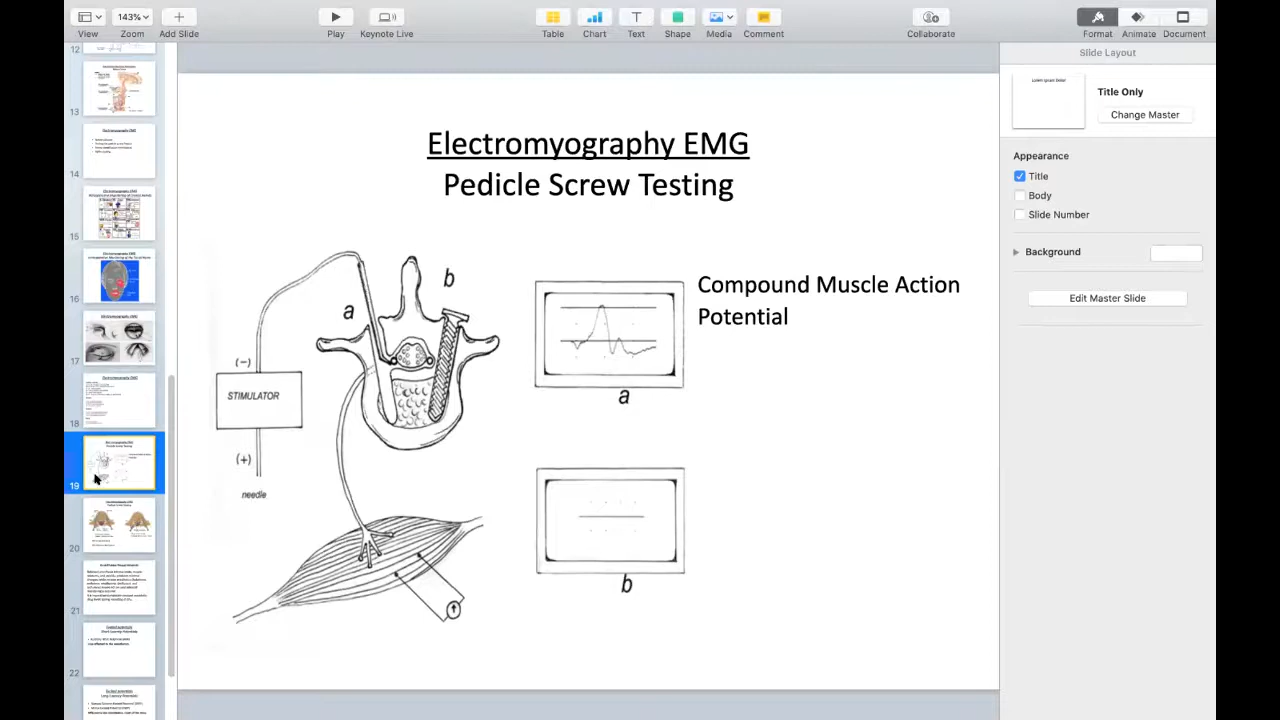 View
143%
Zoom
Add Slide
Play
Keynote Live
Table
Chart
Text
Shape
Media
Comment
Collaborate
Format
Animate
Document
12
13
14
15
16
17
18
19
20
21
22
Electromyography EMG
Pedicle Screw Testing
a
b
(-)
STIMULATOR
(+)
needle
Compound Muscle Action
Potential
a
b
Slide Layout
Title Only
Change Master
Appearance
Title
Body
Slide Number
Background
Edit Master Slide